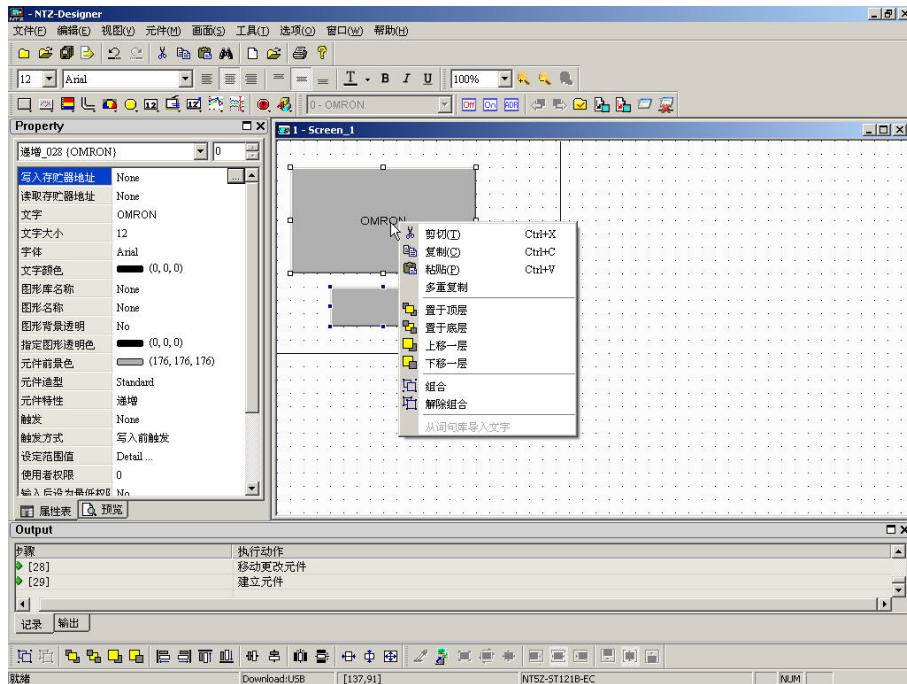 - NTZ-Designer
文件(F) 编辑(E) 视图(V) 元件(M) 画面(S) 工具(T) 选项(O) 窗口(W) 帮助(H)
12 Arial 100%
0 - OMRON
Property
递增_028 {OMRON} 0
写入存贮器地址 None ...
读取存贮器地址 None
文字 OMRON
文字大小 12
字体 Arial
文字颜色 (0, 0, 0)
图形库名称 None
图形名称 None
图形背景透明 No
指定图形透明色 (0, 0, 0)
元件前景色 (176, 176, 176)
元件造型 Standard
元件特性 递增
触发 None
触发方式 写入前触发
设定范围值 Detail ...
使用者权限 0
输入后设为最低权限 No
属性表 预览
1 - Screen_1
OMRON
剪切(T) Ctrl+X
复制(C) Ctrl+C
粘贴(P) Ctrl+V
多重复制
置于顶层
置于底层
上移一层
下移一层
组合
解除组合
从词句库导入文字
Output
步骤 执行动作
[28] 移动更改元件
[29] 建立元件
记录 输出
就绪 Download:USB [137,91] NT5Z-ST121B-EC NUM